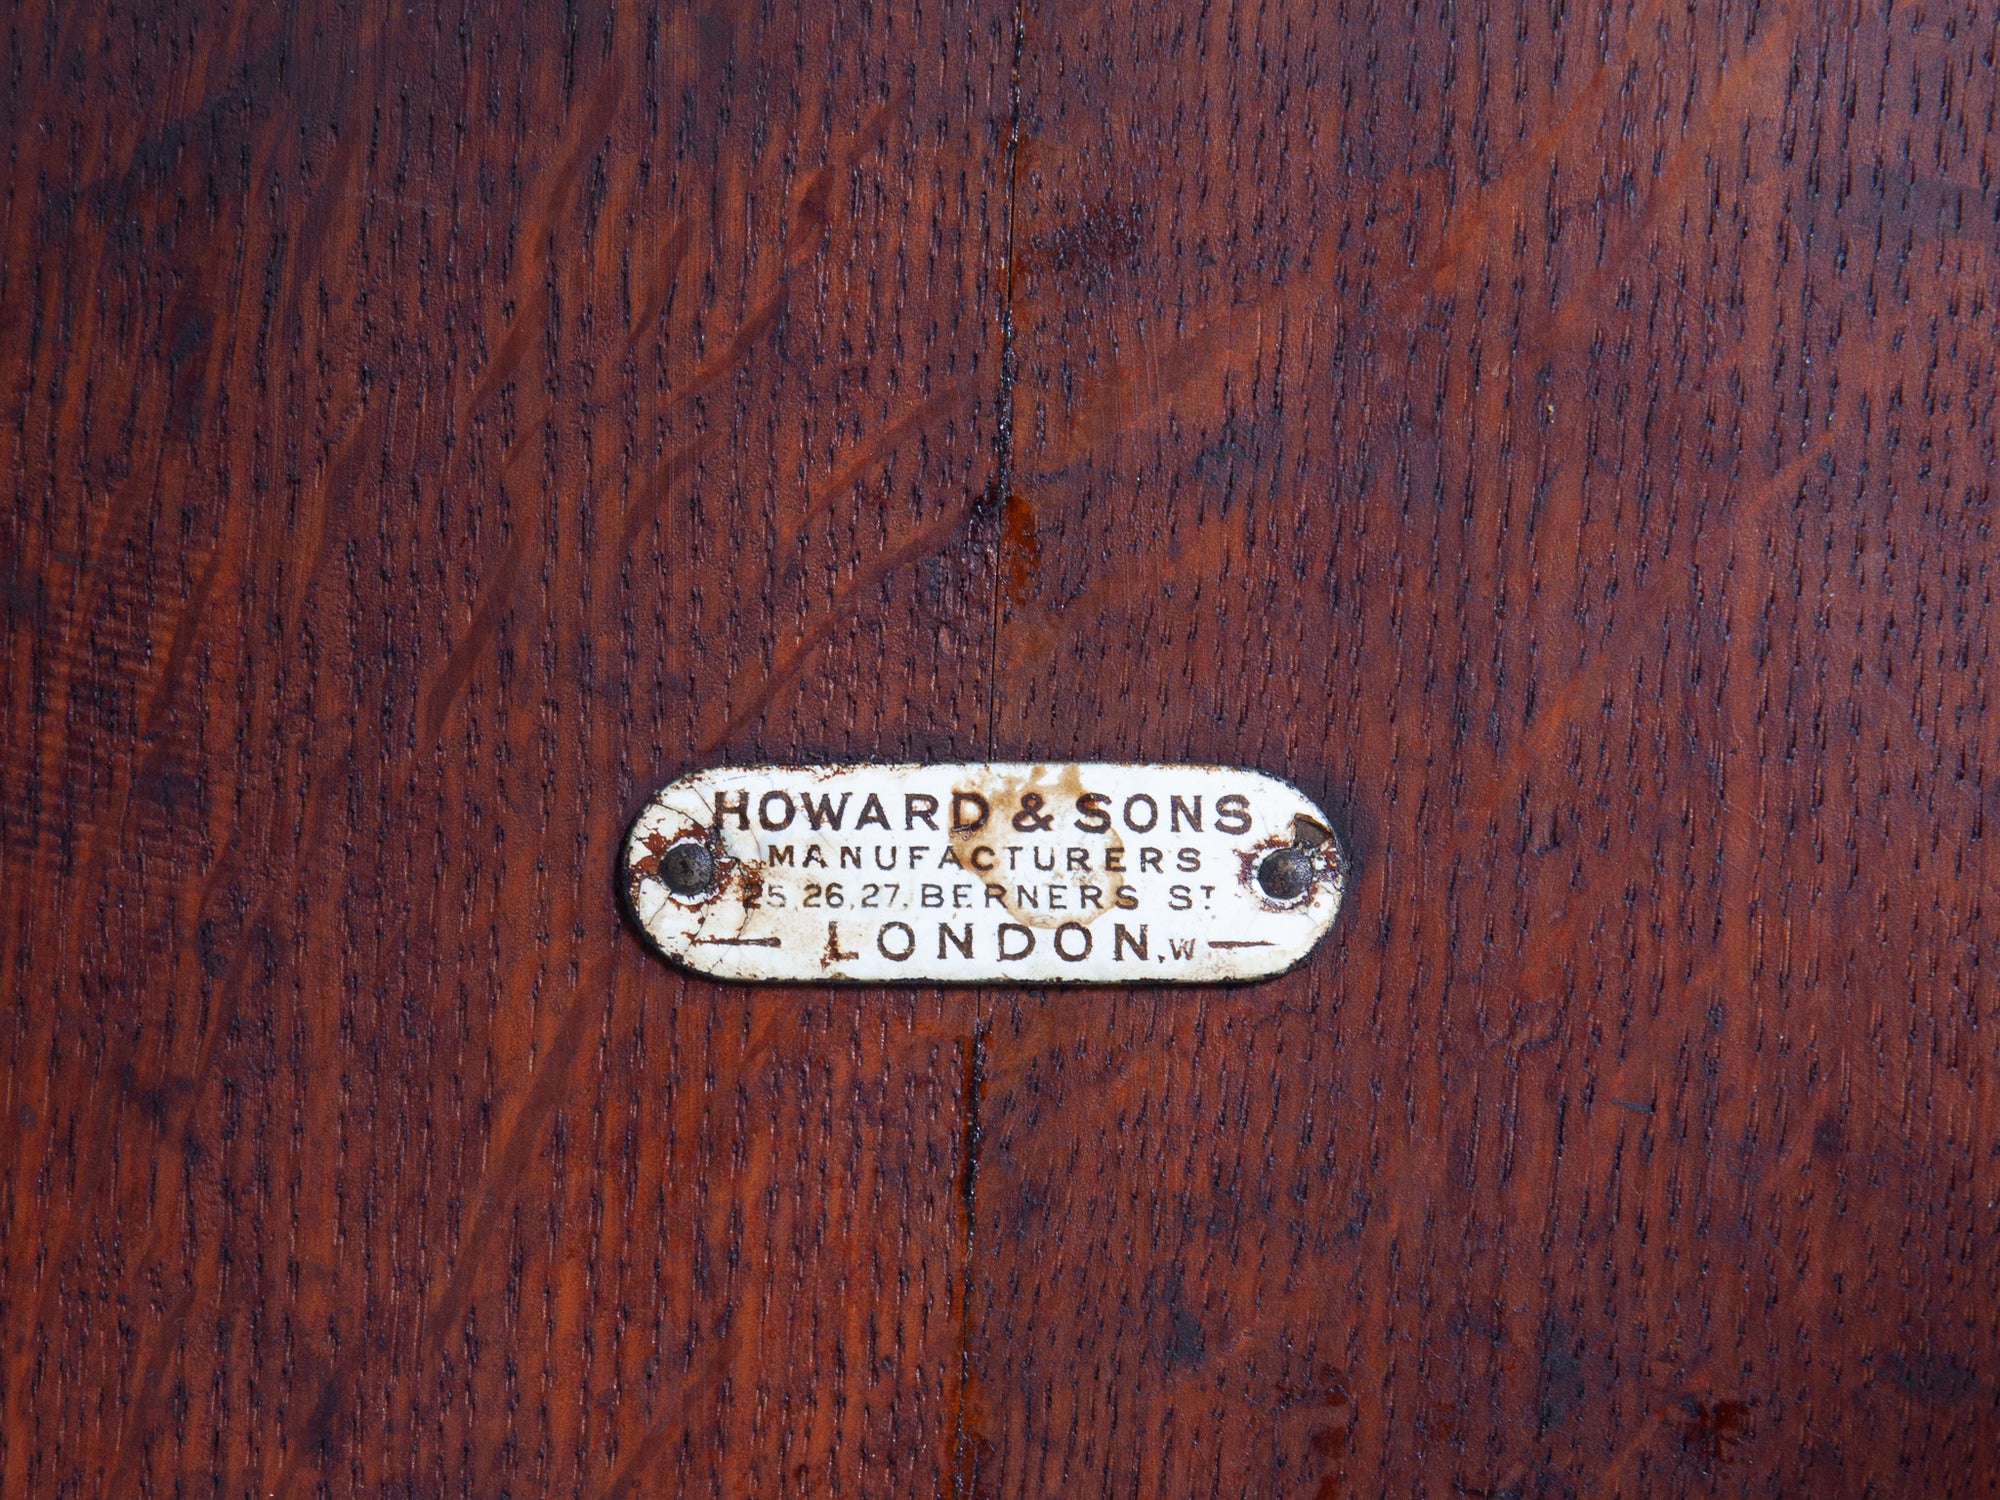 HOWARD & SONS
MANUFACTURERS
25, 26, 27, BERNERS ST
LONDON, W